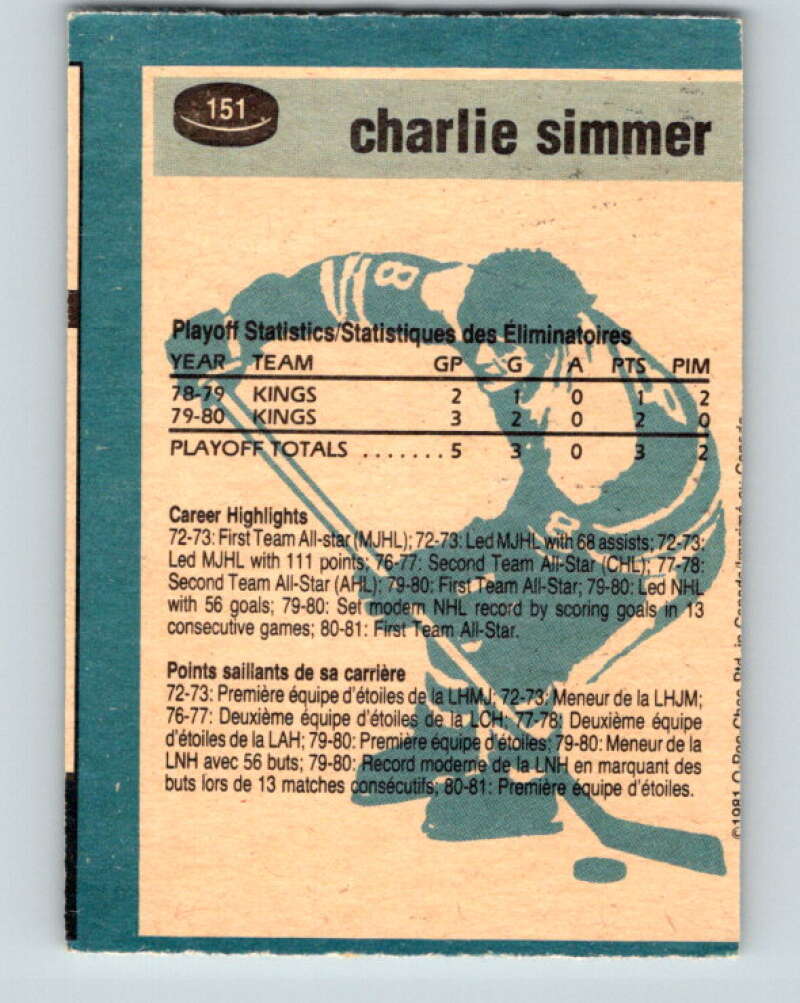 151
charlie simmer
8
Playoff Statistics/Statistiques des Éliminatoires
YEAR TEAM GP G A PTS PIM
78-79 KINGS 2 1 0 1 2
79-80 KINGS 3 2 0 2 0
PLAYOFF TOTALS ....... 5 3 0 3 2
Career Highlights
72-73: First Team All-star (MJHL); 72-73: Led MJHL with 68 assists; 72-73:
Led MJHL with 111 points; 76-77: Second Team All-Star (CHL); 77-78:
Second Team All-Star (AHL); 79-80: First Team All-Star; 79-80: Led NHL
with 56 goals; 79-80: Set modern NHL record by scoring goals in 13
consecutive games; 80-81: First Team All-Star.
8
Points saillants de sa carrière
72-73: Première équipe d'étoiles de la LHMJ; 72-73: Meneur de la LHJM;
76-77: Deuxième équipe d'étoiles de la LCH; 77-78: Deuxième équipe
d'étoiles de la LAH; 79-80: Première équipe d'étoiles; 79-80: Meneur de la
LNH avec 56 buts; 79-80: Record moderne de la LNH en marquant des
buts lors de 13 matches consécutifs; 80-81: Première équipe d'étoiles.
©1981